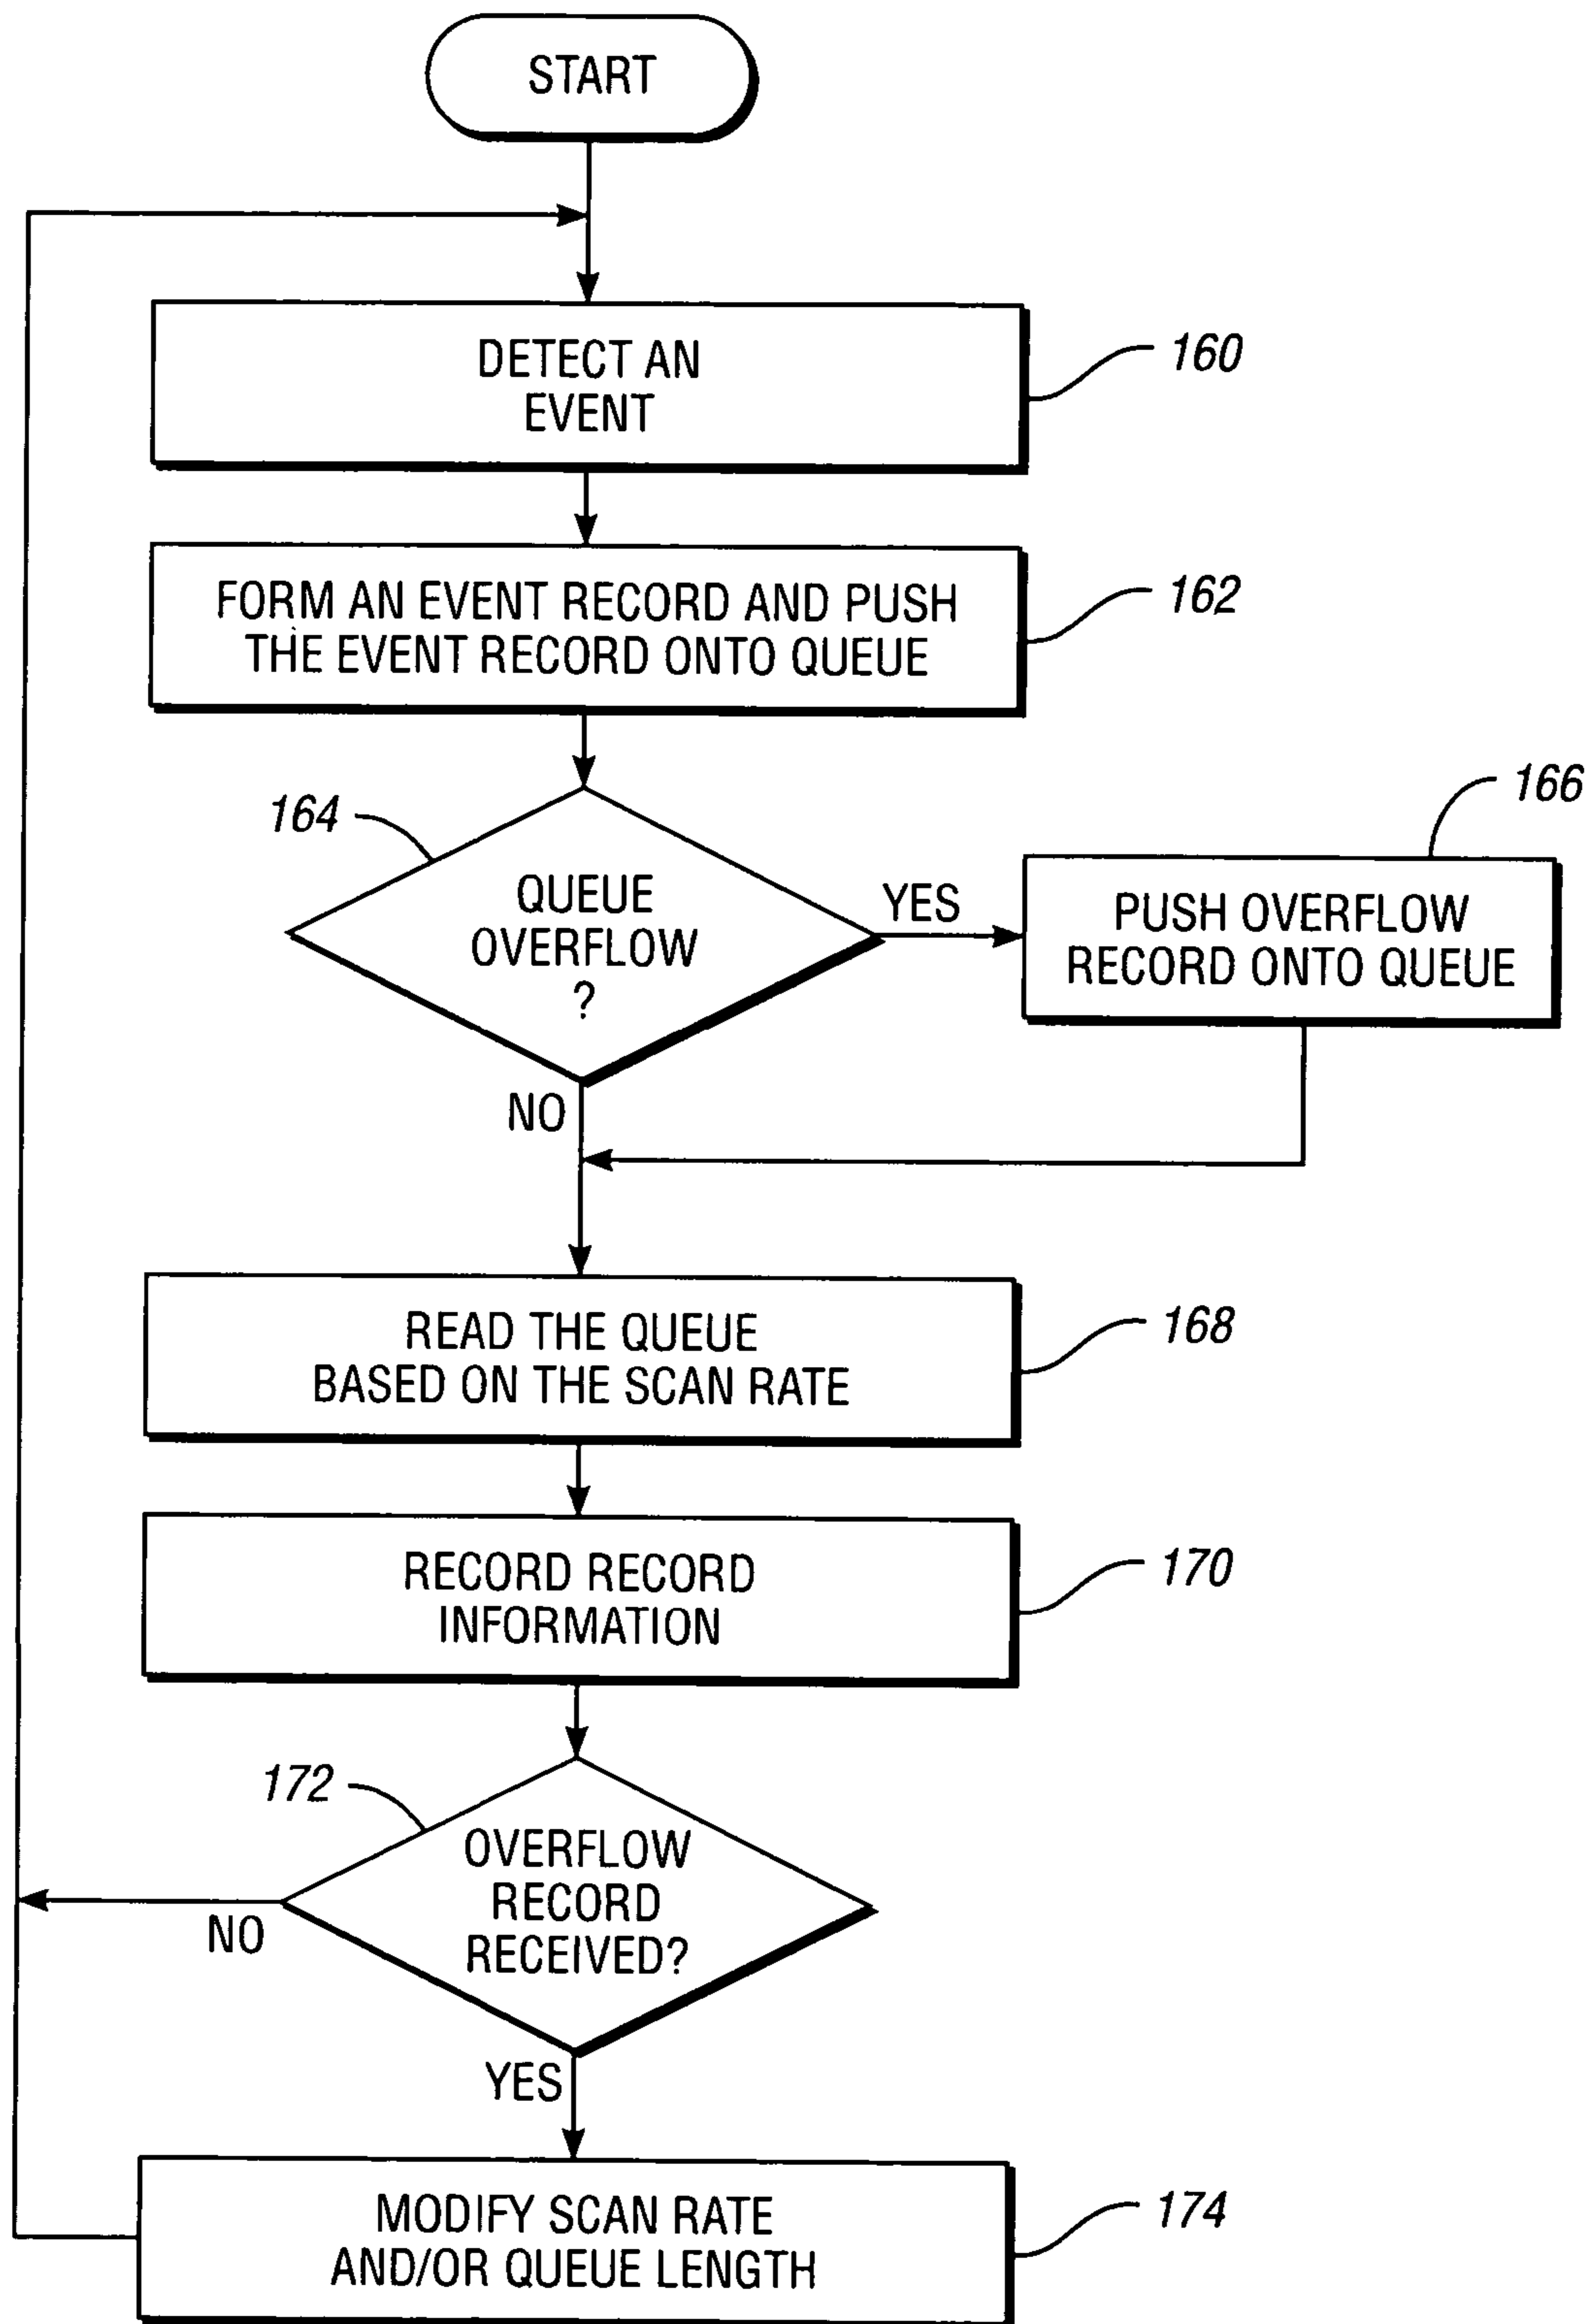 START
DETECT AN
EVENT
160
FORM AN EVENT RECORD AND PUSH
THE EVENT RECORD ONTO QUEUE
162
164
QUEUE
OVERFLOW
?
YES
NO
166
PUSH OVERFLOW
RECORD ONTO QUEUE
READ THE QUEUE
BASED ON THE SCAN RATE
168
RECORD RECORD
INFORMATION
170
172
OVERFLOW
RECORD
RECEIVED?
NO
YES
MODIFY SCAN RATE
AND/OR QUEUE LENGTH
174